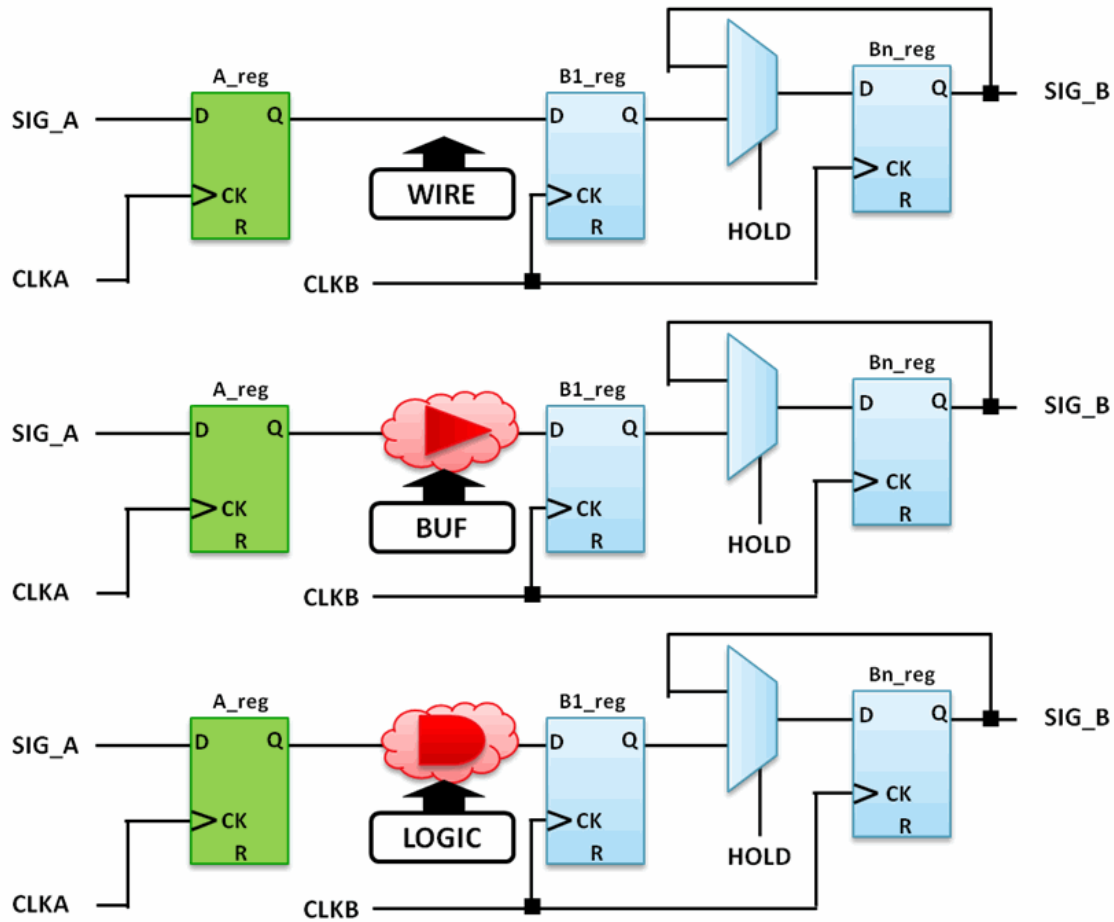 A_reg B1_reg Bn_reg
SIG_A D Q D Q D Q SIG_B
WIRE
CK CK CK
R R R
HOLD
CLKA CLKB
A_reg B1_reg Bn_reg
SIG_A D Q D Q D Q SIG_B
BUF
CK CK CK
R R R
HOLD
CLKA CLKB
A_reg B1_reg Bn_reg
SIG_A D Q D Q D Q SIG_B
LOGIC
CK CK CK
R R R
HOLD
CLKA CLKB